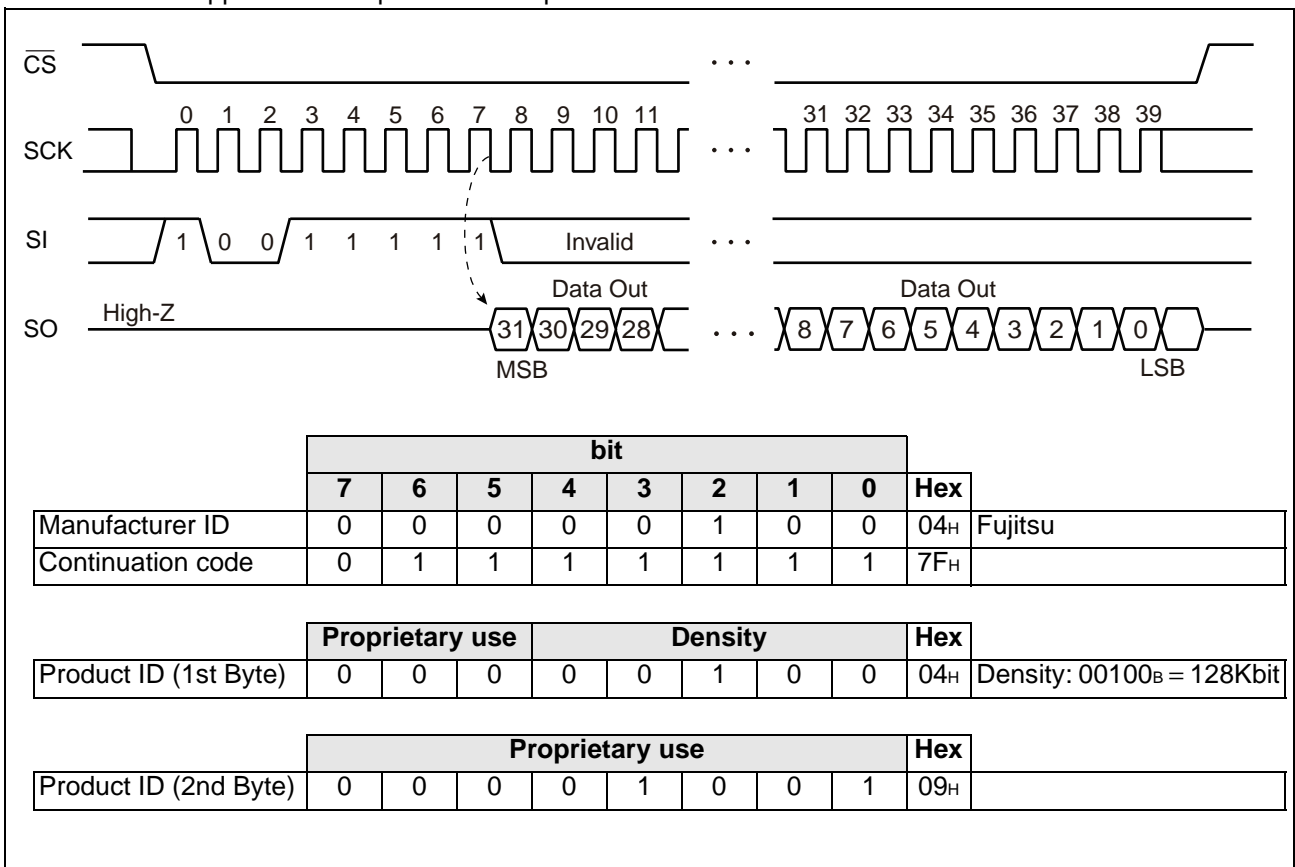 CS
0 1 2 3 4 5 6 7 8 9 10 11 31 32 33 34 35 36 37 38 39
SCK
SI 1 0 0 1 1 1 1 1 Invalid
Data Out Data Out
High-Z
SO 31 30 29 28 8 7 6 5 4 3 2 1 0
MSB LSB
bit
7 6 5 4 3 2 1 0 Hex
Manufacturer ID 0 0 0 0 0 1 0 0 04H Fujitsu
Continuation code 0 1 1 1 1 1 1 1 7FH
Proprietary use Density Hex
Product ID (1st Byte) 0 0 0 0 0 1 0 0 04H Density: 00100B = 128Kbit
Proprietary use Hex
Product ID (2nd Byte) 0 0 0 0 1 0 0 1 09H